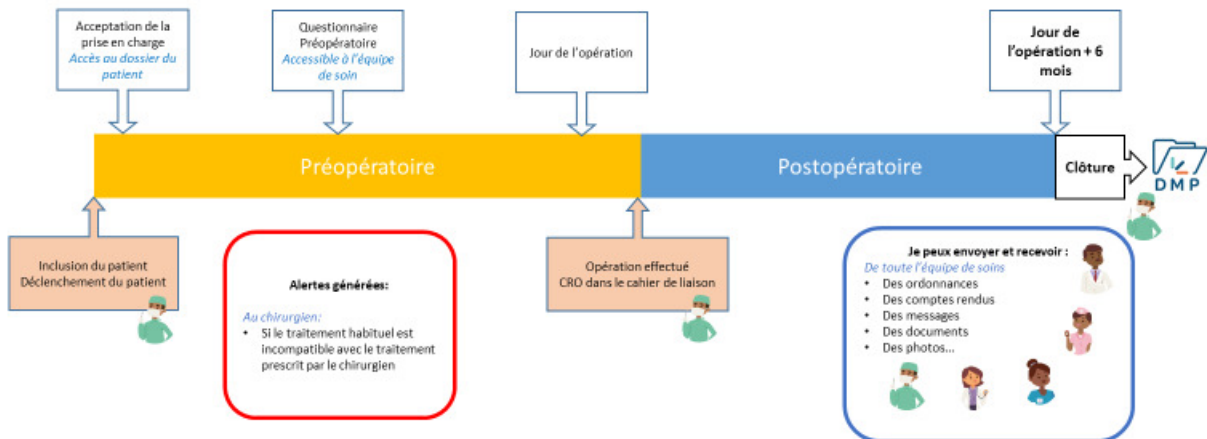 Acceptation de la
prise en charge
Accès au dossier du
patient
Questionnaire
Préopératoire
Accessible à l'équipe
de soin
Jour de l'opération
Jour de
l'opération + 6
mois
Préopératoire
Postopératoire
Clôture
DMP
Inclusion du patient
Déclenchement du patient
Alertes générées:
Au chirurgien:
• Si le traitement habituel est
incompatible avec le traitement
prescrit par le chirurgien
Opération effectué
CRO dans le cahier de liaison
Je peux envoyer et recevoir :
De toute l'équipe de soins
• Des ordonnances
• Des comptes rendus
• Des messages
• Des documents
• Des photos...